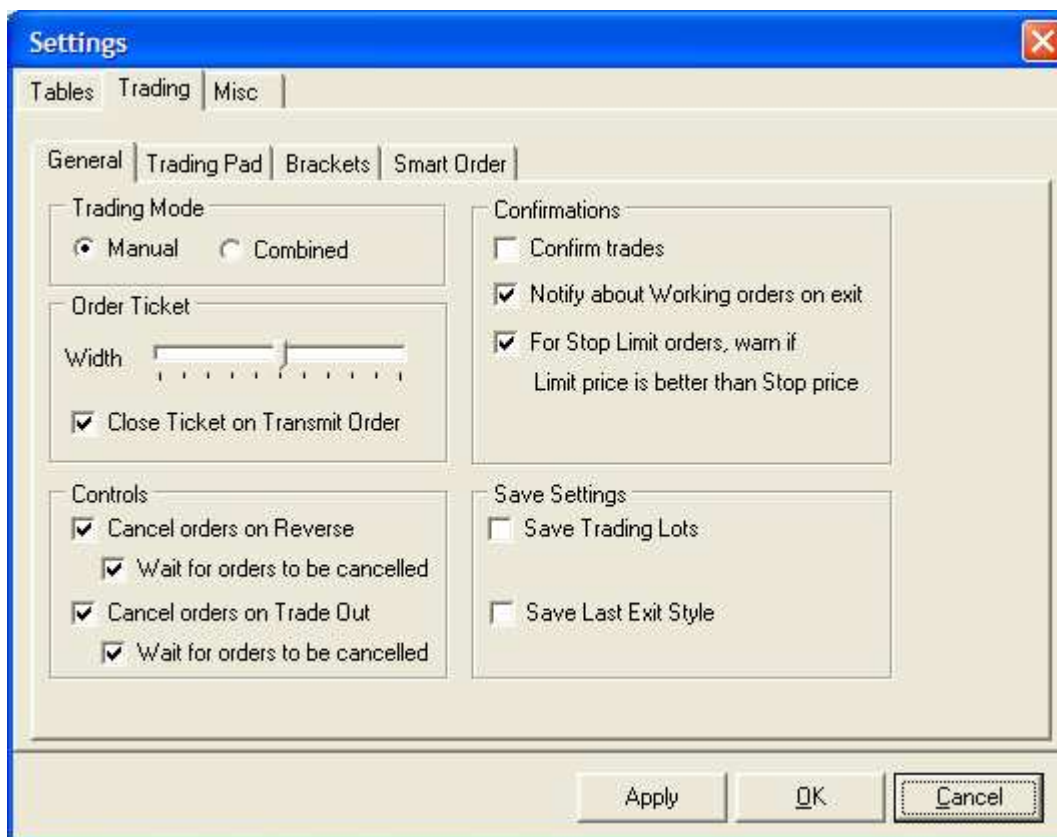 Settings
Tables Trading Misc
General Trading Pad Brackets Smart Order
Trading Mode
Manual Combined
Order Ticket
Width
Close Ticket on Transmit Order
Confirmations
Confirm trades
Notify about Working orders on exit
For Stop Limit orders, warn if
Limit price is better than Stop price
Controls
Cancel orders on Reverse
Wait for orders to be cancelled
Cancel orders on Trade Out
Wait for orders to be cancelled
Save Settings
Save Trading Lots
Save Last Exit Style
Apply OK Cancel